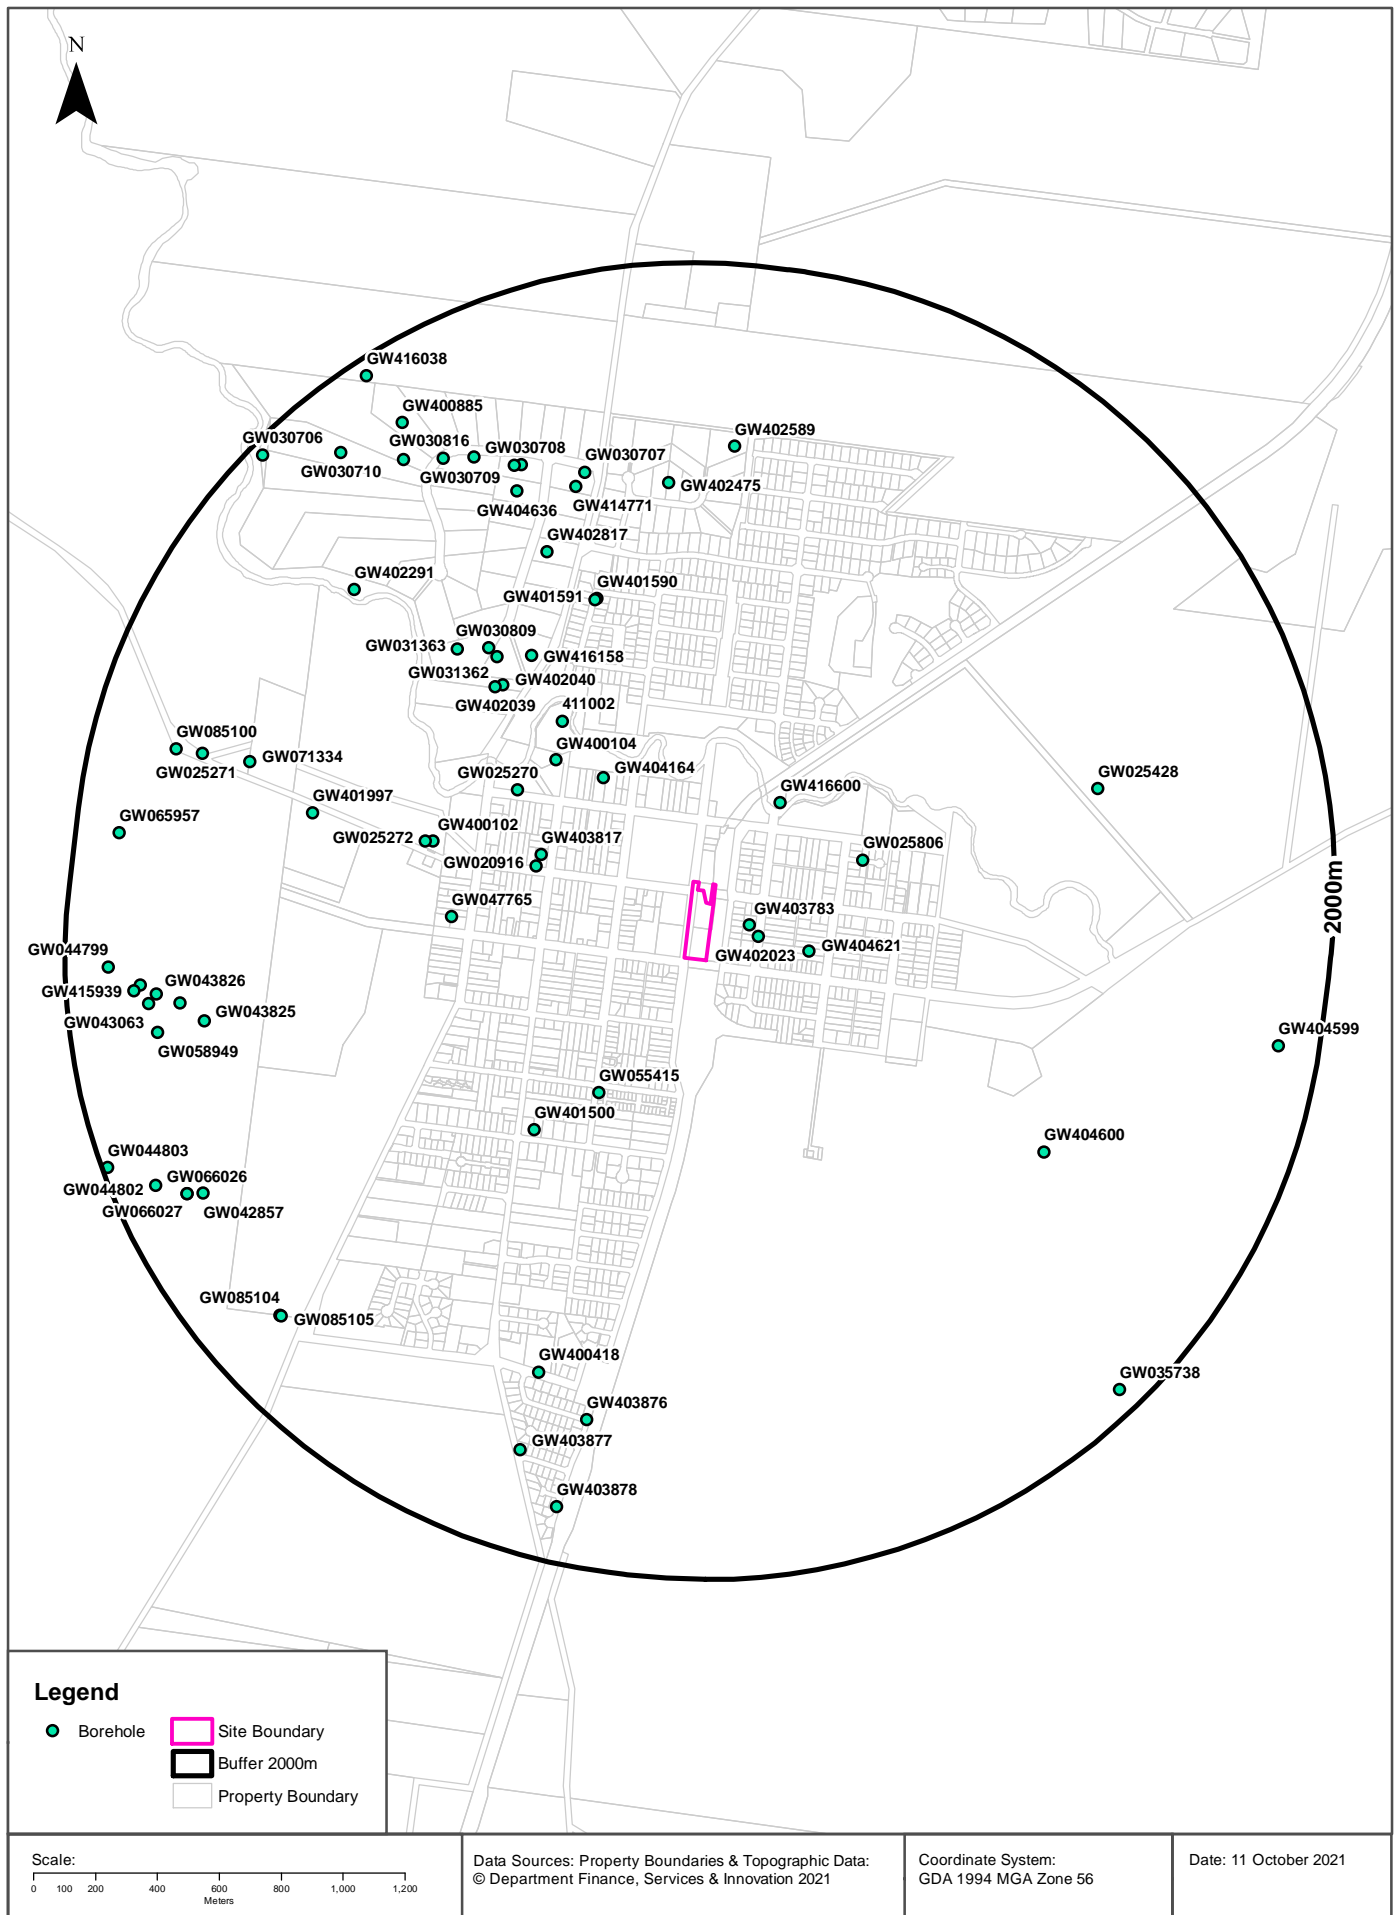 N
GW416038
GW400885
GW402589
GW030706
GW030816
GW030708
GW030707
GW030710
GW030709
GW402475
GW404636
GW414771
GW402817
GW402291
GW401590
GW401591
GW030809
GW031363
GW416158
GW031362
GW402040
GW402039
411002
GW085100
GW400104
GW071334
GW025271
GW025270
GW404164
GW025428
GW401997
GW416600
GW065957
GW400102
GW025272
GW403817
GW025806
GW020916
2000m
GW047765
GW403783
GW044799
GW404621
GW402023
GW043826
GW415939
GW043825
GW043063
GW404599
GW058949
GW055415
GW401500
GW404600
GW044803
GW066026
GW044802
GW066027
GW042857
GW085104
GW085105
GW400418
GW035738
GW403876
GW403877
GW403878
Legend
Borehole
Site Boundary
Buffer 2000m
Property Boundary
Scale:
0 100 200 400 600 800 1,000 1,200
Meters
Data Sources: Property Boundaries & Topographic Data:
© Department Finance, Services & Innovation 2021
Coordinate System:
GDA 1994 MGA Zone 56
Date: 11 October 2021